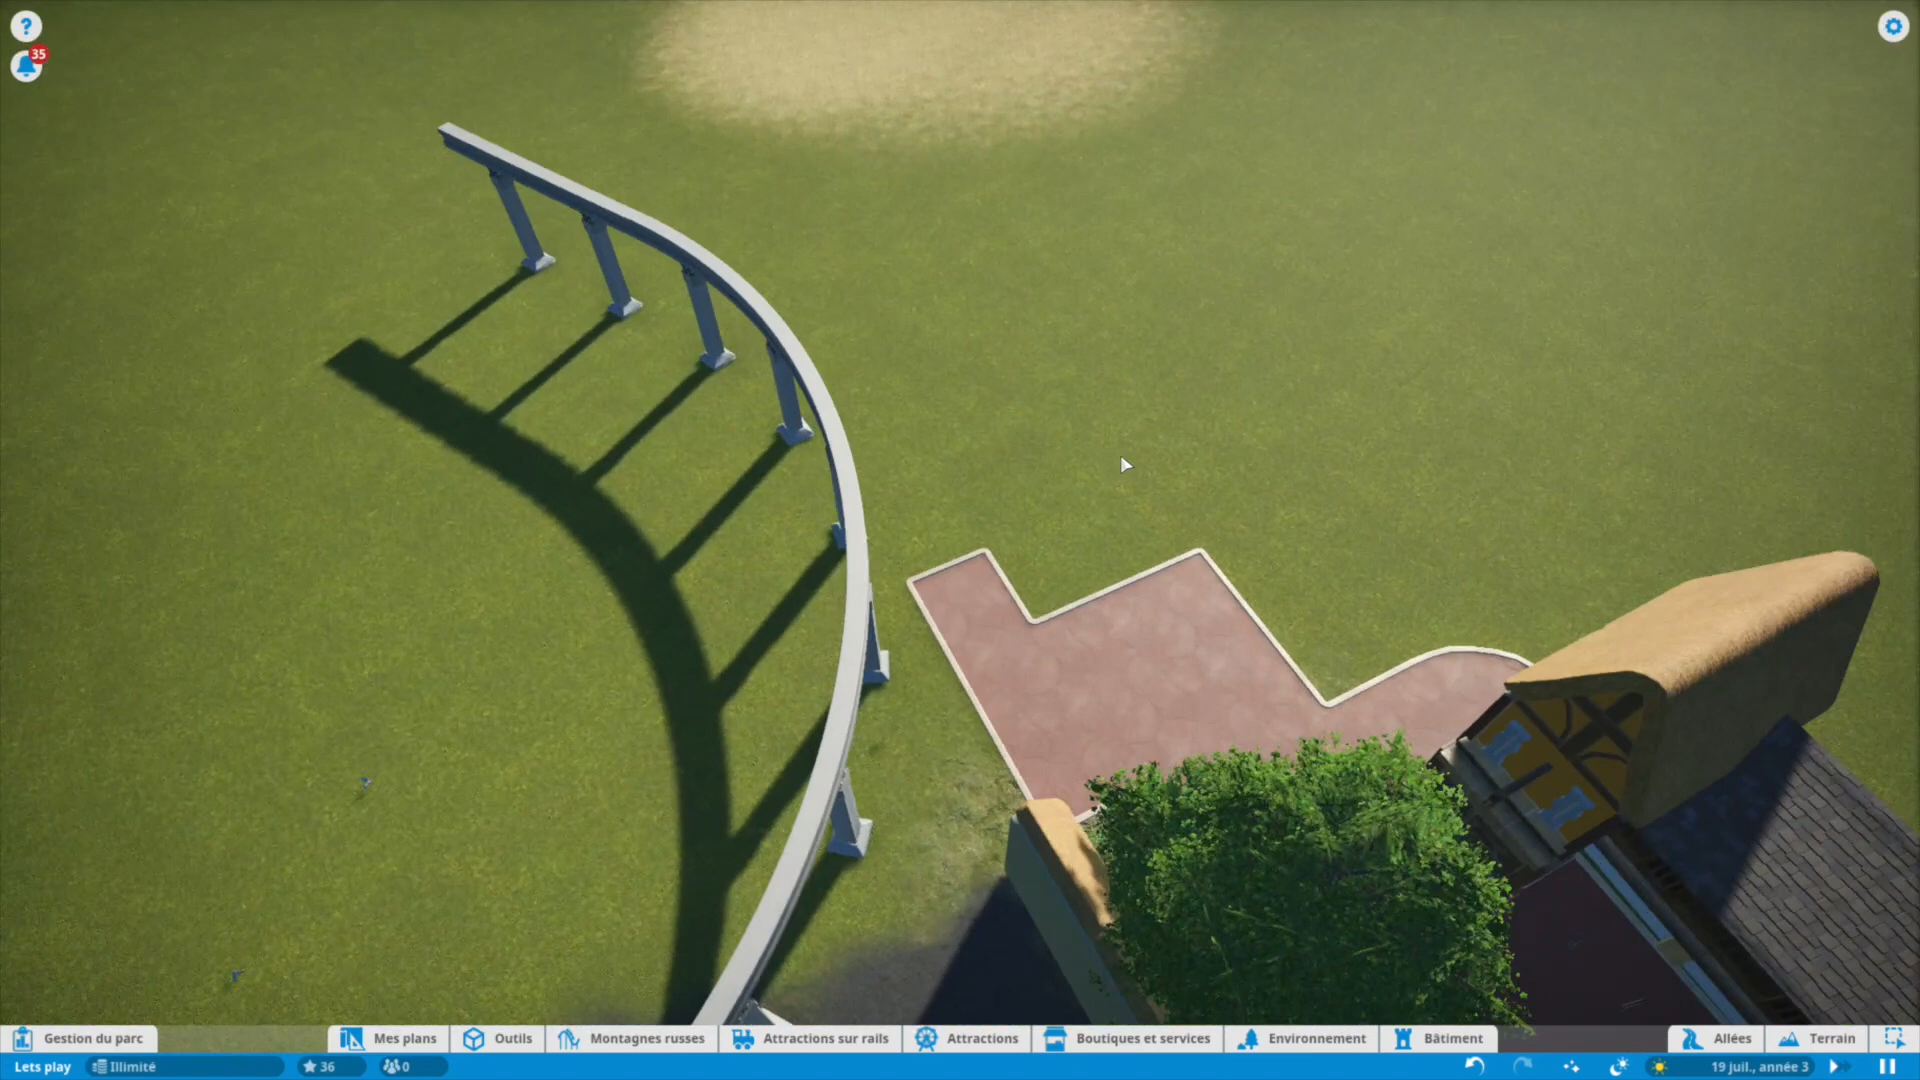 ?
35
Gestion du parc
Mes plans
Outils
Montagnes russes
Attractions sur rails
Attractions
Boutiques et services
Environnement
Bâtiment
Allées
Terrain
Lets play
Illimité
36
0
19 juil., année 3